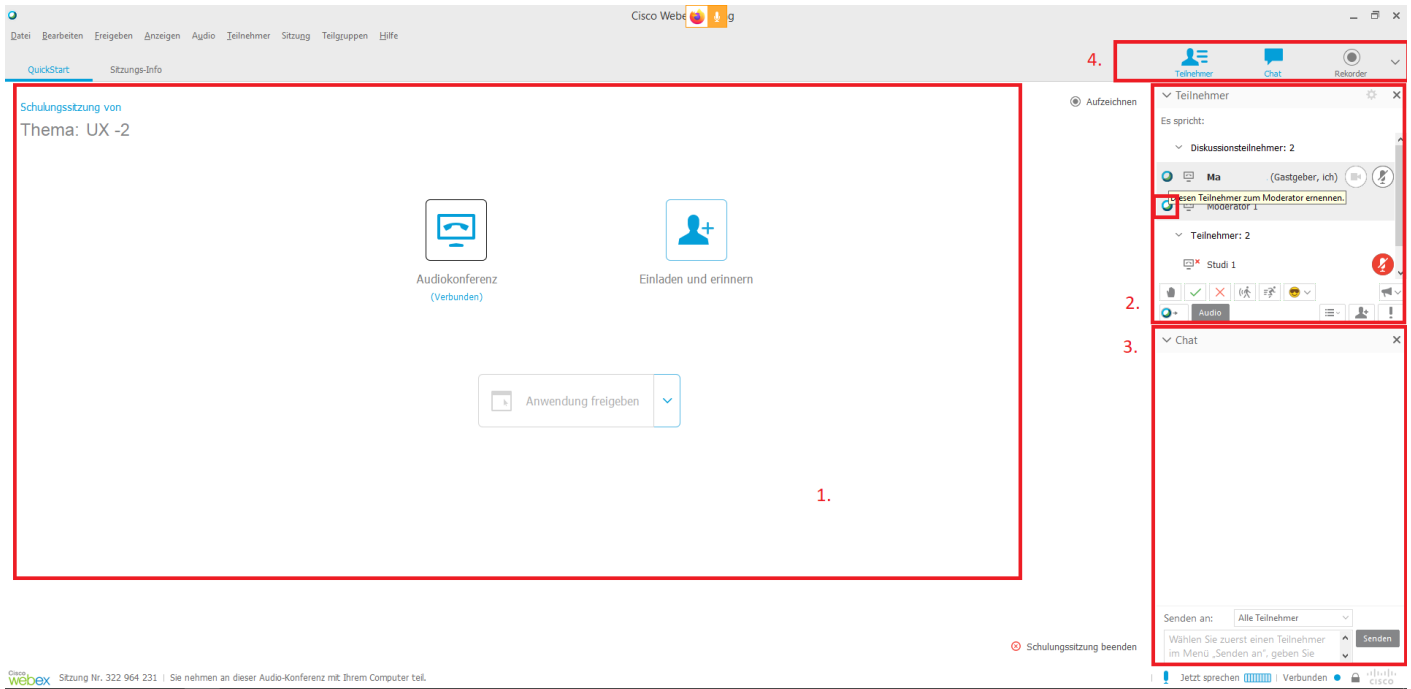 Cisco Webe g
Datei Bearbeiten Freigeben Anzeigen Audio Teilnehmer Sitzung Teilgruppen Hilfe
QuickStart Sitzungs-Info
4.
Teilnehmer Chat Rekorder
Schulungssitzung von
Thema: UX -2
Aufzeichnen
Audiokonferenz
(Verbunden)
Einladen und erinnern
Anwendung freigeben
1.
Teilnehmer
Es spricht:
Diskussionsteilnehmer: 2
Ma (Gastgeber, ich)
Diesen Teilnehmer zum Moderator ernennen.
Moderator 1
Teilnehmer: 2
Studi 1
2.
Audio
3.
Chat
Senden an: Alle Teilnehmer
Wählen Sie zuerst einen Teilnehmer
im Menü „Senden an“, geben Sie
Senden
Schulungssitzung beenden
Cisco
webex Sitzung Nr. 322 964 231 | Sie nehmen an dieser Audio-Konferenz mit Ihrem Computer teil.
Jetzt sprechen | Verbunden
CISCO